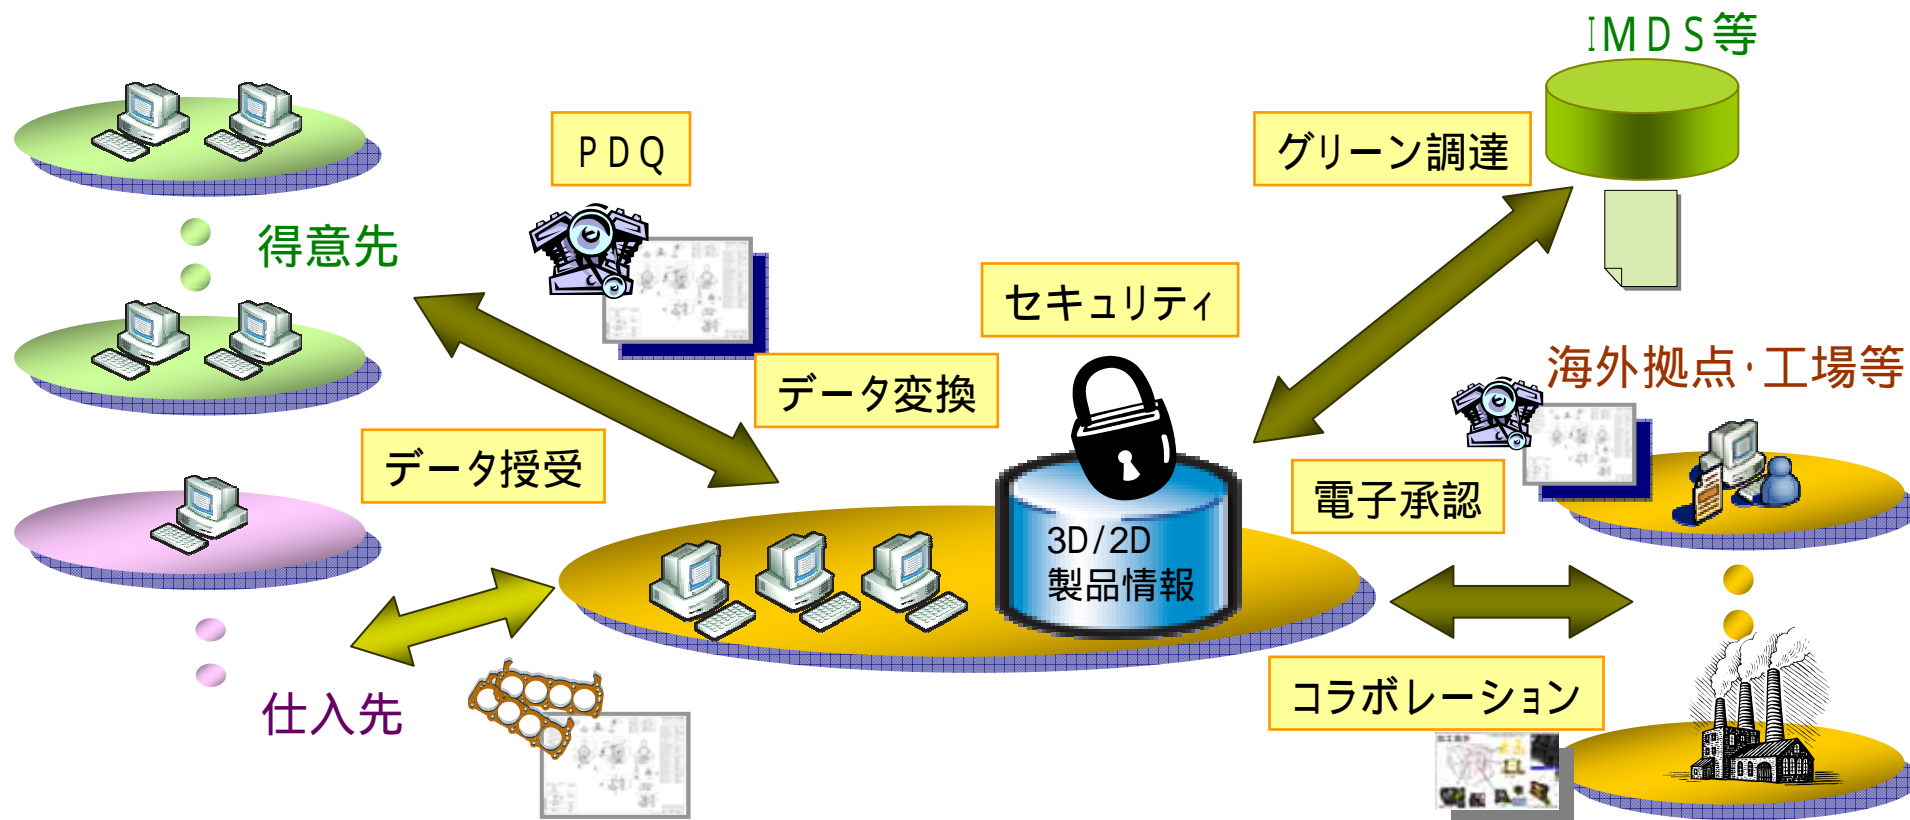 IMDS等
PDQ
グリーン調達
得意先
セキュリティ
海外拠点・工場等
データ変換
データ授受
電子承認
3D/2D
製品情報
仕入先
コラボレーション